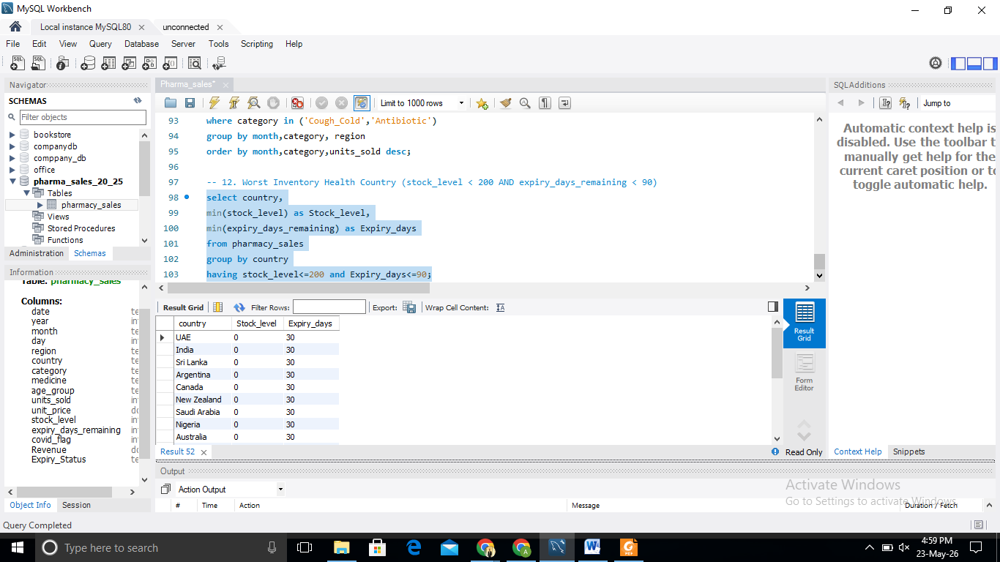 MySQL Workbench
Local instance MySQL80
unconnected
File Edit View Query Database Server Tools Scripting Help
Navigator
SCHEMAS
Filter objects
bookstore
companydb
comppany_db
office
pharma_sales_20_25
Tables
pharmacy_sales
Views
Stored Procedures
Functions
Administration Schemas
Information
Table: pharmacy_sales
Columns:
date te
year in
month te
day in
region te
country te
category te
medicine te
age_group te
units_sold in
unit_price do
stock_level in
expiry_days_remaining in
covid_flag in
Revenue do
Expiry_Status te
Object Info Session
Query Completed
Pharma_sales*
Limit to 1000 rows
93 where category in ('Cough_Cold','Antibiotic')
94 group by month,category, region
95 order by month,category,units_sold desc;
96
97 -- 12. Worst Inventory Health Country (stock_level < 200 AND expiry_days_remaining < 90)
98 select country,
99 min(stock_level) as Stock_level,
100 min(expiry_days_remaining) as Expiry_days
101 from pharmacy_sales
102 group by country
103 having stock_level<=200 and Expiry_days<=90;
Result Grid Filter Rows: Export: Wrap Cell Content:
country Stock_level Expiry_days
UAE 0 30
India 0 30
Sri Lanka 0 30
Argentina 0 30
Canada 0 30
New Zealand 0 30
Saudi Arabia 0 30
Nigeria 0 30
Australia 0 30
Result Grid
Form Editor
Result 52
Read Only
SQLAdditions
Jump to
Automatic context help is
disabled. Use the toolbar t
manually get help for the
current caret position or to
toggle automatic help.
Context Help Snippets
Output
Action Output
# Time Action Message Duration / Fetch
Activate Windows
Go to Settings to activate Windows.
Type here to search
4:59 PM
23-May-26